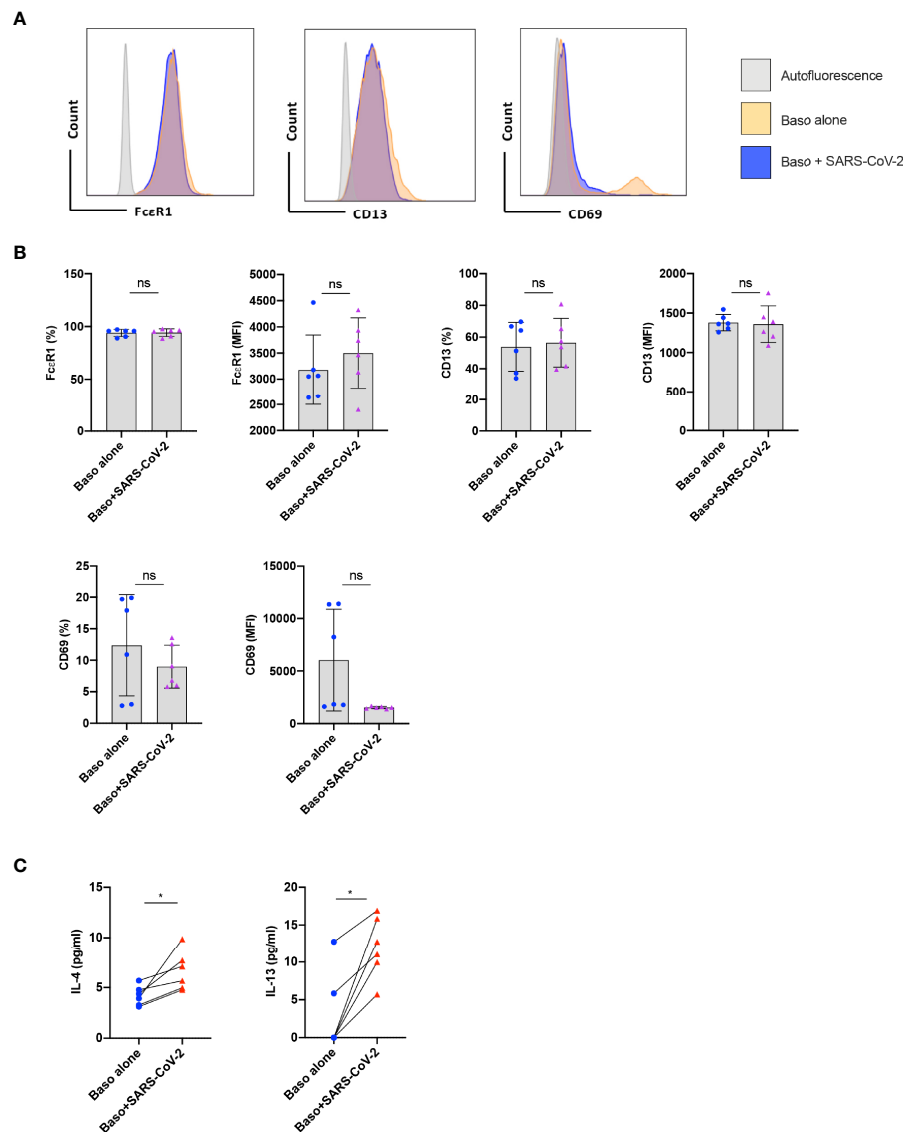 A
Count
FcεR1
Count
CD13
Count
CD69
Autofluorescence
Baso alone
Baso + SARS-CoV-2
B
FcεR1 (%)
150
100
50
0
ns
Baso alone
Baso+SARS-CoV-2
FcεR1 (MFI)
5000
4500
4000
3500
3000
2500
2000
ns
Baso alone
Baso+SARS-CoV-2
CD13 (%)
100
80
60
40
20
0
ns
Baso alone
Baso+SARS-CoV-2
CD13 (MFI)
2000
1500
1000
500
0
ns
Baso alone
Baso+SARS-CoV-2
CD69 (%)
25
20
15
10
5
0
ns
Baso alone
Baso+SARS-CoV-2
CD69 (MFI)
15000
10000
5000
0
ns
Baso alone
Baso+SARS-CoV-2
C
IL-4 (pg/ml)
15
10
5
0
*
Baso alone
Baso+SARS-CoV-2
IL-13 (pg/ml)
20
15
10
5
0
*
Baso alone
Baso+SARS-CoV-2